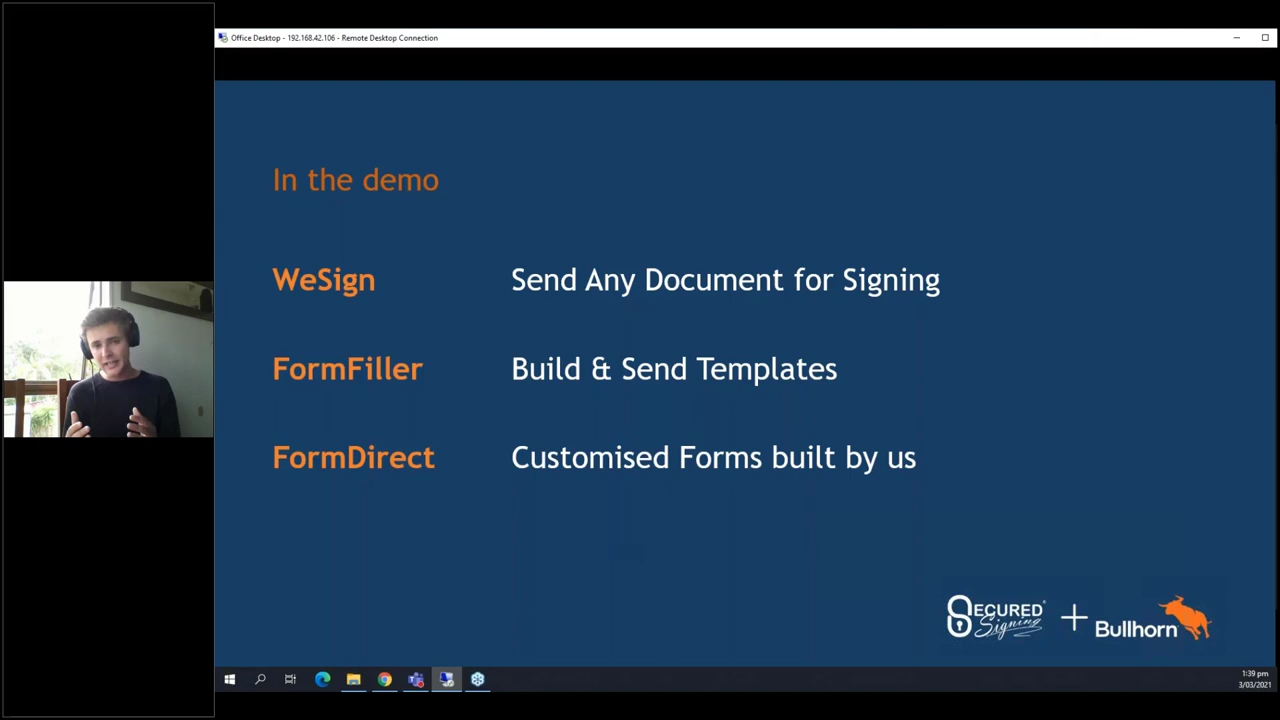 Office Desktop - 192.168.42.106 - Remote Desktop Connection
In the demo
WeSign Send Any Document for Signing
FormFiller Build & Send Templates
FormDirect Customised Forms built by us
SECURED
Signing
+ Bullhorn
1:39 pm
3/03/2021